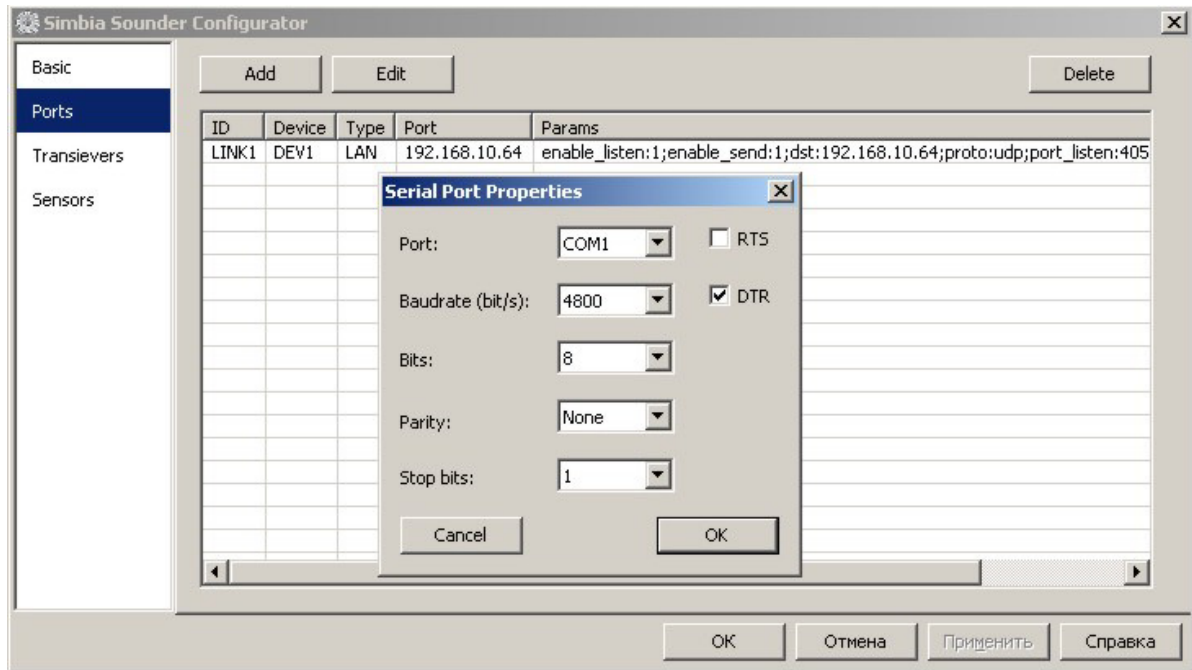 Simbia Sounder Configurator
Basic
Ports
Transievers
Sensors
Add Edit Delete
ID Device Type Port Params
LINK1 DEV1 LAN 192.168.10.64 enable_listen:1;enable_send:1;dst:192.168.10.64;proto:udp;port_listen:405
Serial Port Properties
Port: COM1 RTS
Baudrate (bit/s): 4800 DTR
Bits: 8
Parity: None
Stop bits: 1
Cancel OK
OK Отмена Применить Справка